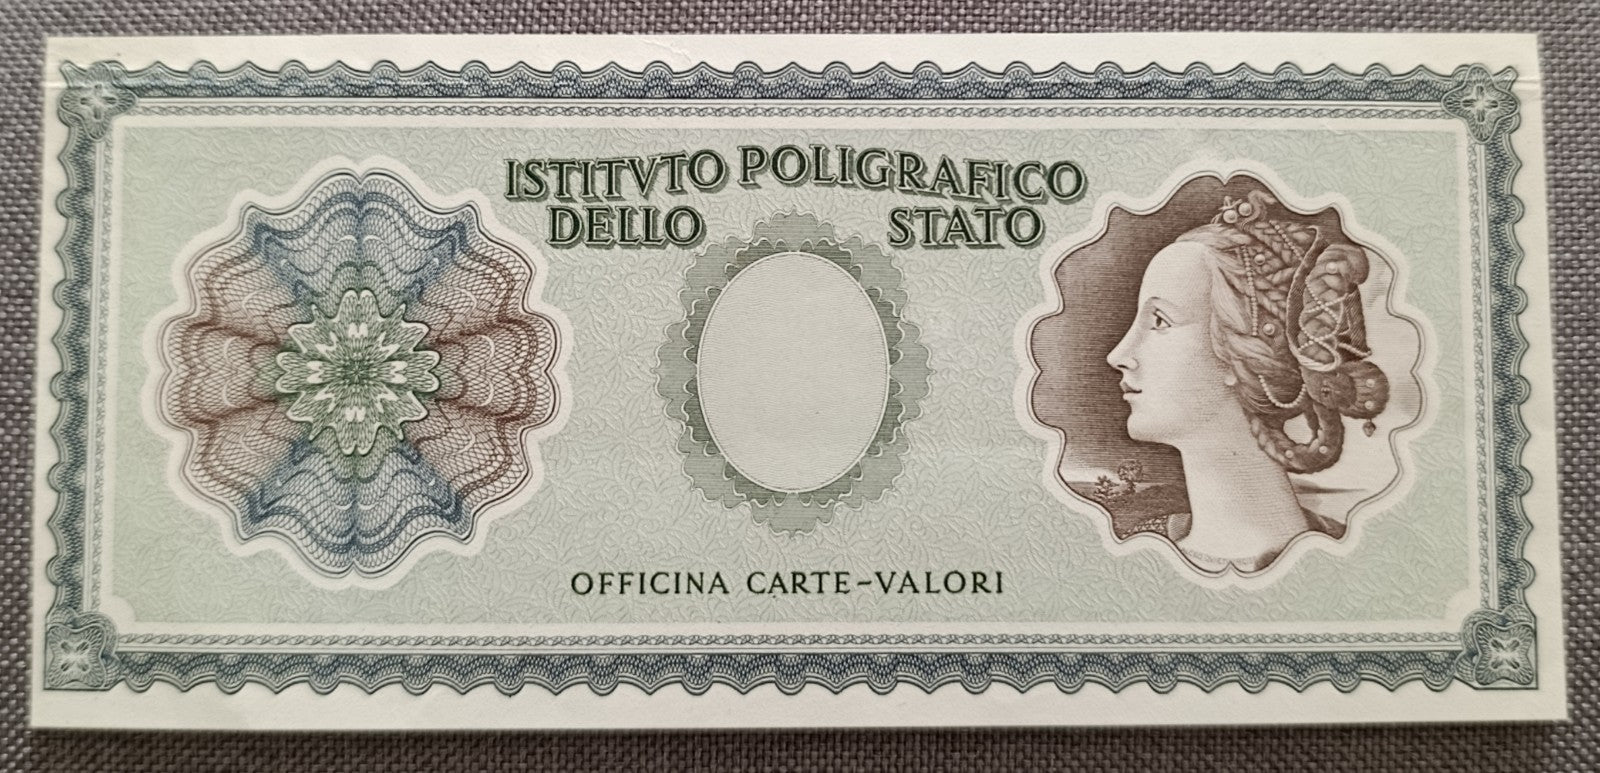 ISTITVTO POLIGRAFICO
DELLO STATO
OFFICINA CARTE-VALORI